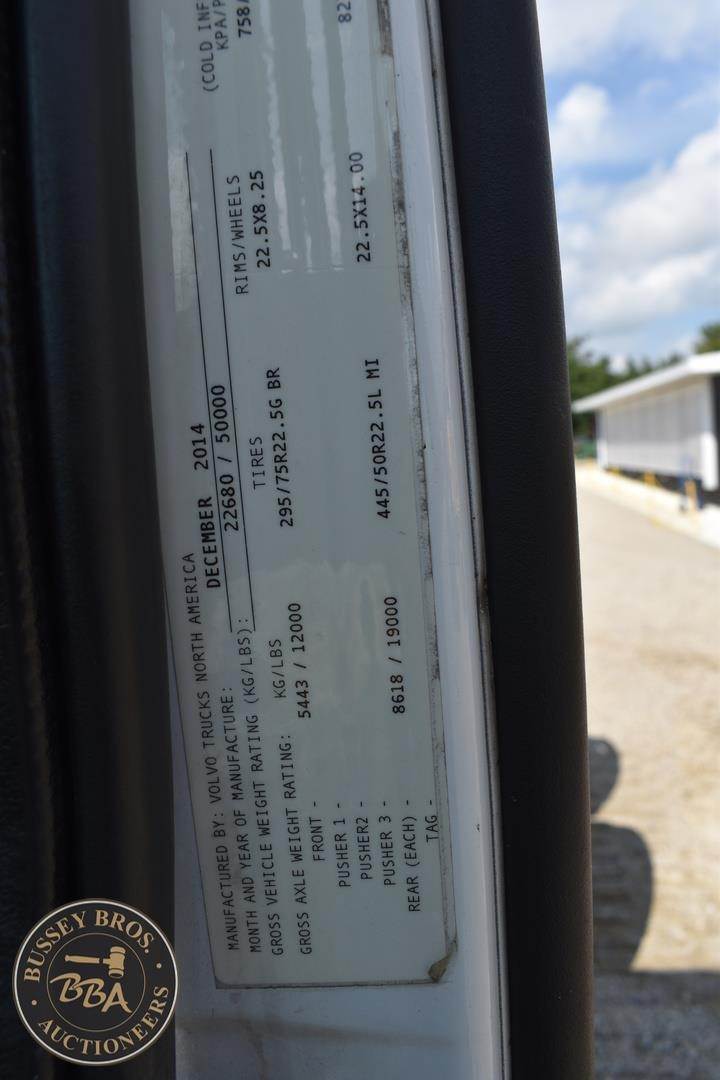 MANUFACTURED BY: VOLVO TRUCKS NORTH AMERICA
MONTH AND YEAR OF MANUFACTURE: DECEMBER 2014
GROSS VEHICLE WEIGHT RATING (KG/LBS): 22680 / 50000
GROSS AXLE WEIGHT RATING: KG/LBS TIRES RIMS/WHEELS (COLD INF
KPA/P
FRONT - 5443 / 12000 295/75R22.5G BR 22.5X8.25 758/
PUSHER 1 -
PUSHER2 -
PUSHER 3 -
REAR (EACH) - 8618 / 19000 445/50R22.5L MI 22.5X14.00 82
TAG -
BUSSEY BROS.
BBA
AUCTIONEERS